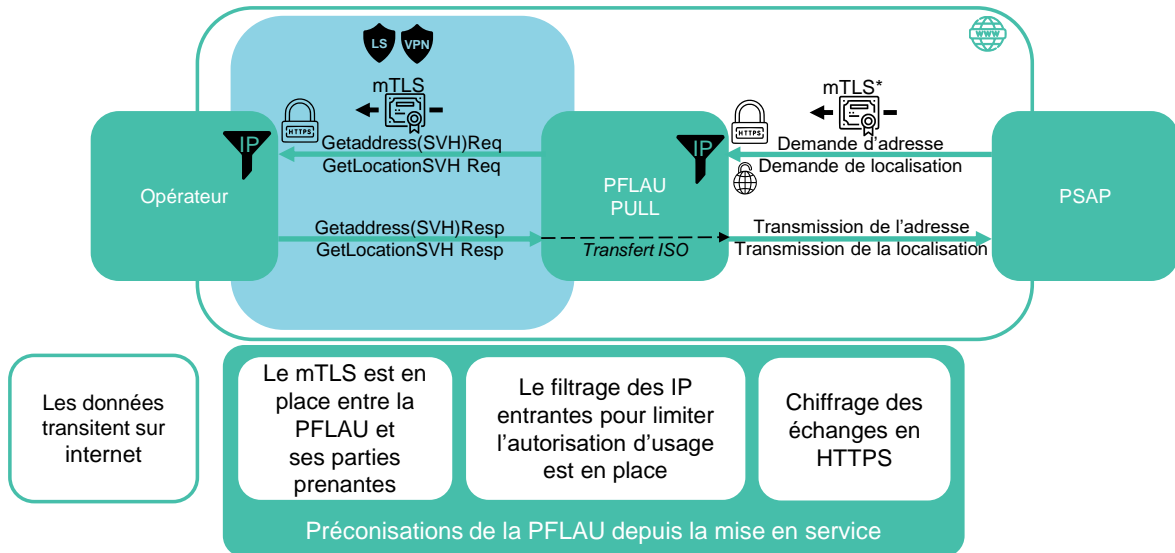 LS
VPN
WWW
mTLS
mTLS*
HTTPS
HTTPS
IP
IP
Getaddress(SVH)Req
GetLocationSVH Req
Demande d'adresse
Demande de localisation
Opérateur
PFLAU
PULL
PSAP
Getaddress(SVH)Resp
GetLocationSVH Resp
Transfert ISO
Transmission de l'adresse
Transmission de la localisation
Les données
transitent sur
internet
Le mTLS est en
place entre la
PFLAU et
ses parties
prenantes
Le filtrage des IP
entrantes pour limiter
l'autorisation d'usage
est en place
Chiffrage des
échanges en
HTTPS
Préconisations de la PFLAU depuis la mise en service